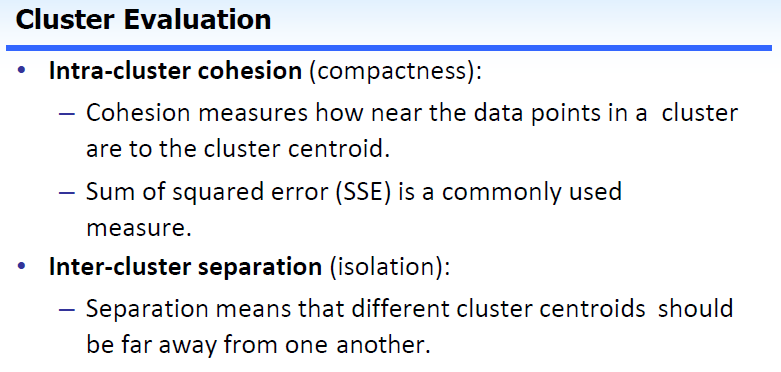 Cluster Evaluation
• Intra-cluster cohesion (compactness):
– Cohesion measures how near the data points in a cluster
are to the cluster centroid.
– Sum of squared error (SSE) is a commonly used
measure.
• Inter-cluster separation (isolation):
– Separation means that different cluster centroids should
be far away from one another.